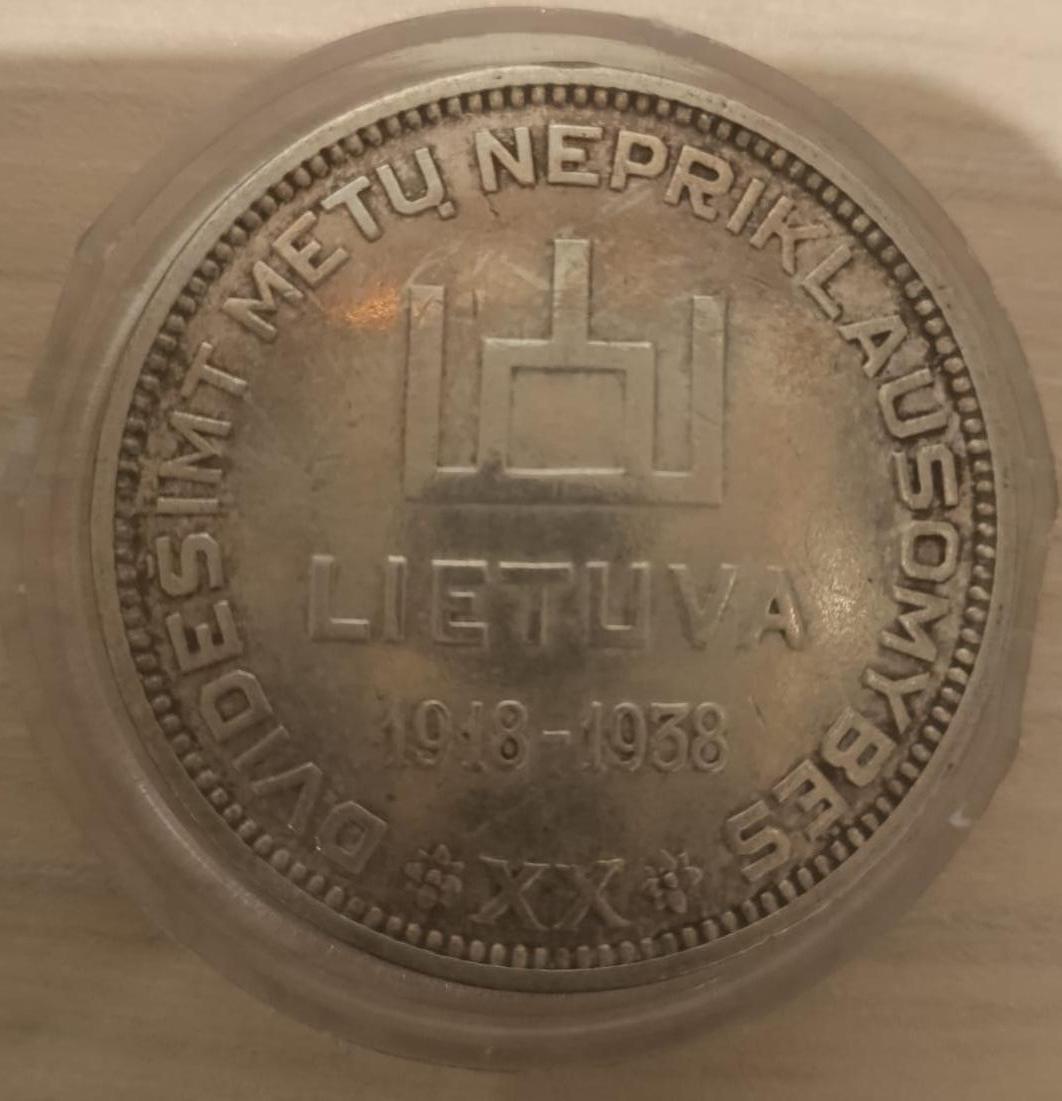 DVIDEŠIMT METŲ NEPRIKLAUSOMYBĖS
LIETUVA
1918-1938
XX